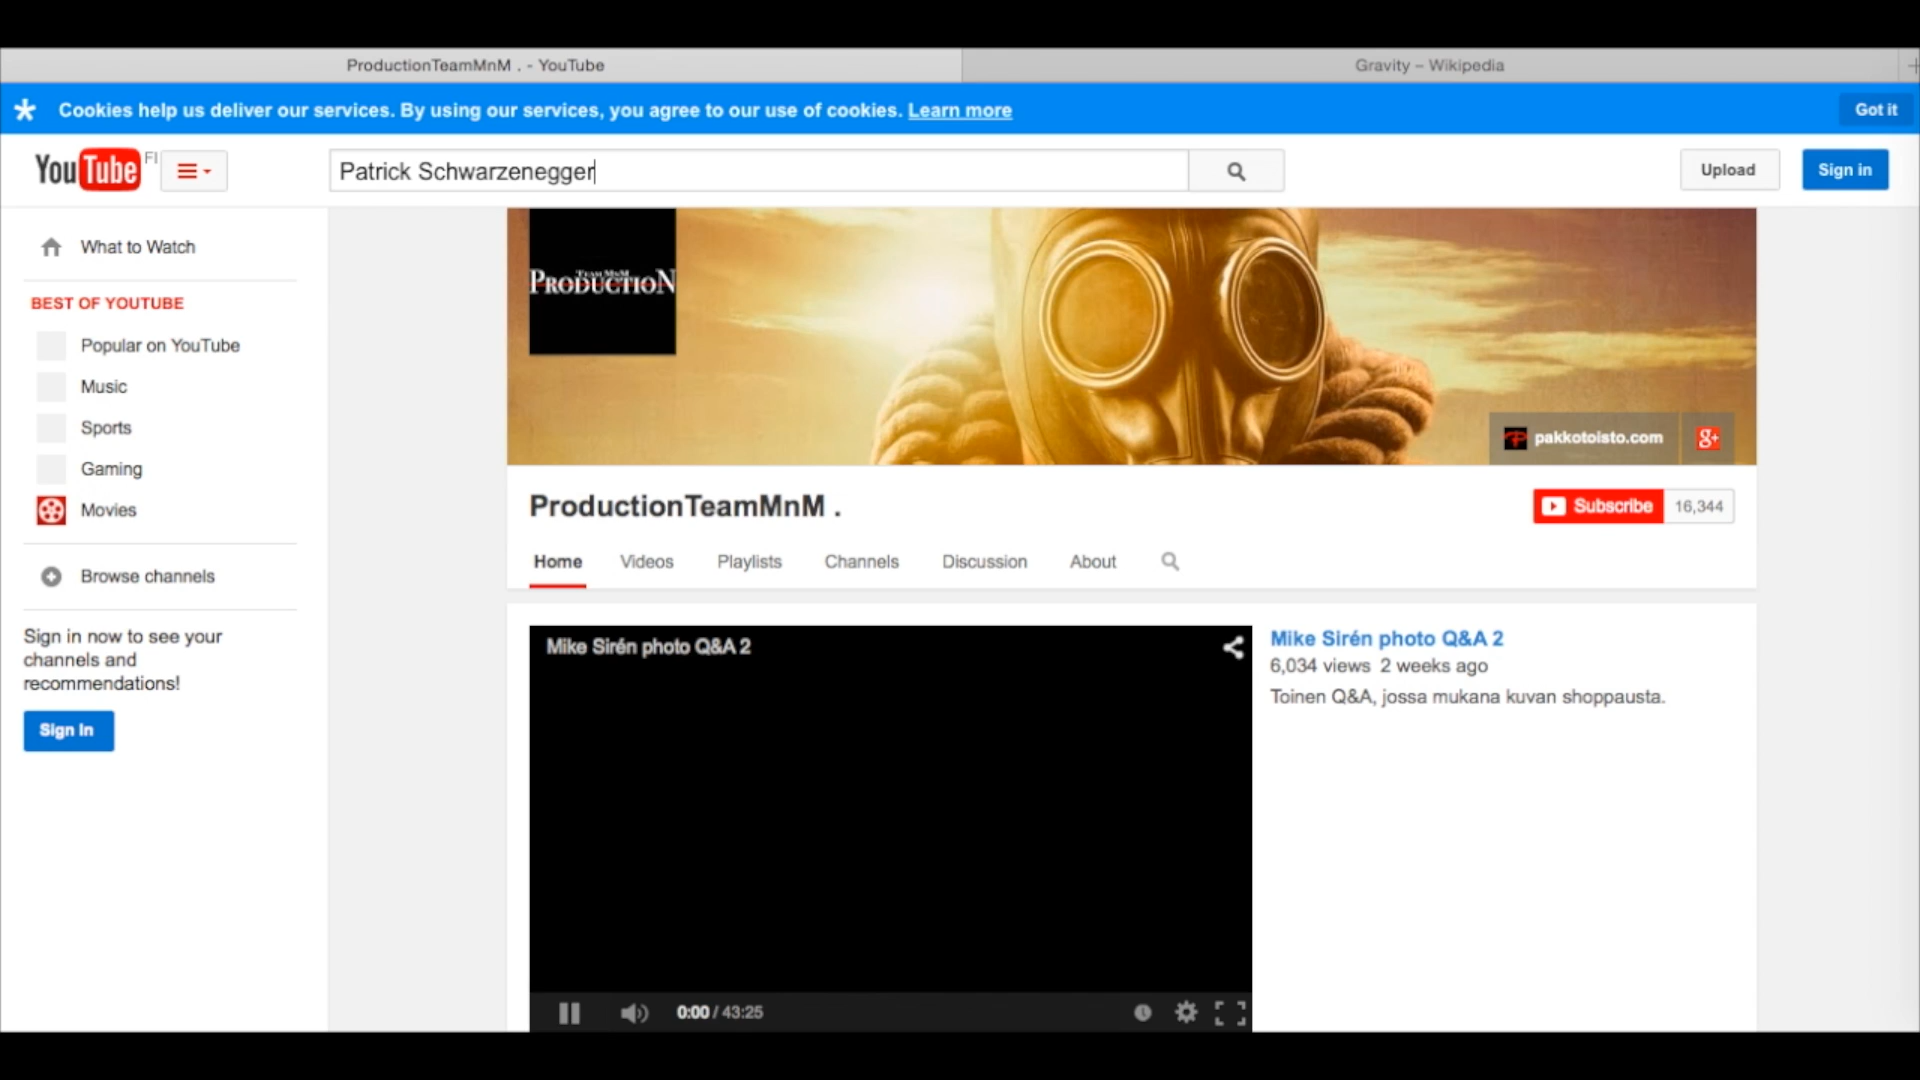 ProductionTeamMnM . - YouTube
Gravity – Wikipedia
Cookies help us deliver our services. By using our services, you agree to our use of cookies. Learn more
Got it
YouTube FI
Patrick Schwarzenegger
Upload
Sign in
What to Watch
BEST OF YOUTUBE
Popular on YouTube
Music
Sports
Gaming
Movies
Browse channels
Sign in now to see your
channels and
recommendations!
Sign In
TEAM MNM
PRODUCTION
pakkotoisto.com
g+
ProductionTeamMnM .
Subscribe 16,344
Home Videos Playlists Channels Discussion About
Mike Sirén photo Q&A 2
0:00 / 43:25
Mike Sirén photo Q&A 2
6,034 views 2 weeks ago
Toinen Q&A, jossa mukana kuvan shoppausta.